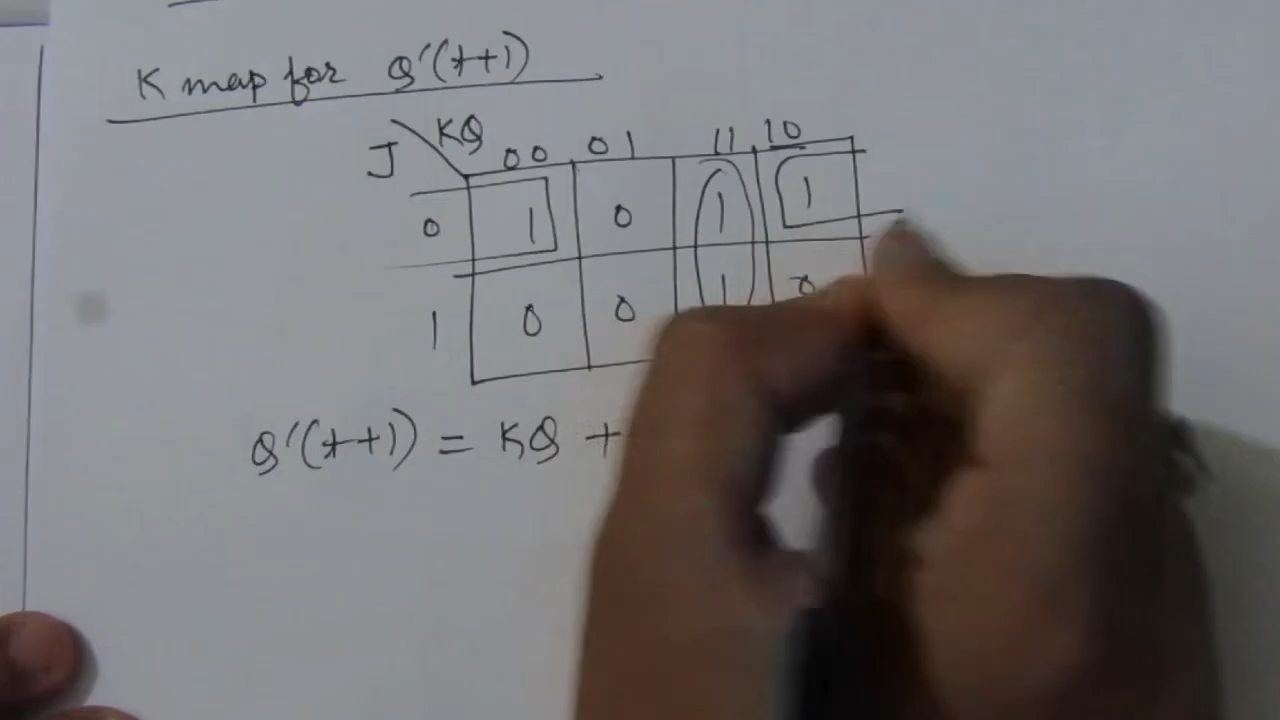 K map for Q'(t+1)
J KQ 00 01 11 10
0 1 0 1 1
1 0 0 1 0
Q'(t+1) = KQ +